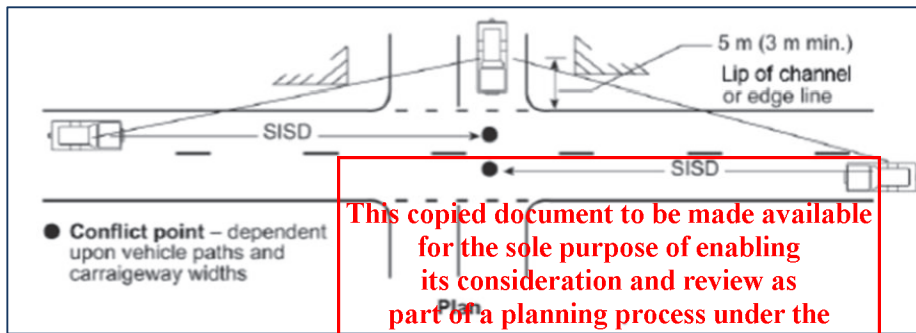 5 m (3 m min.)
Lip of channel
or edge line
SISD
SISD
● Conflict point – dependent
upon vehicle paths and
carraigeway widths
This copied document to be made available
for the sole purpose of enabling
its consideration and review as
Plan
part of a planning process under the